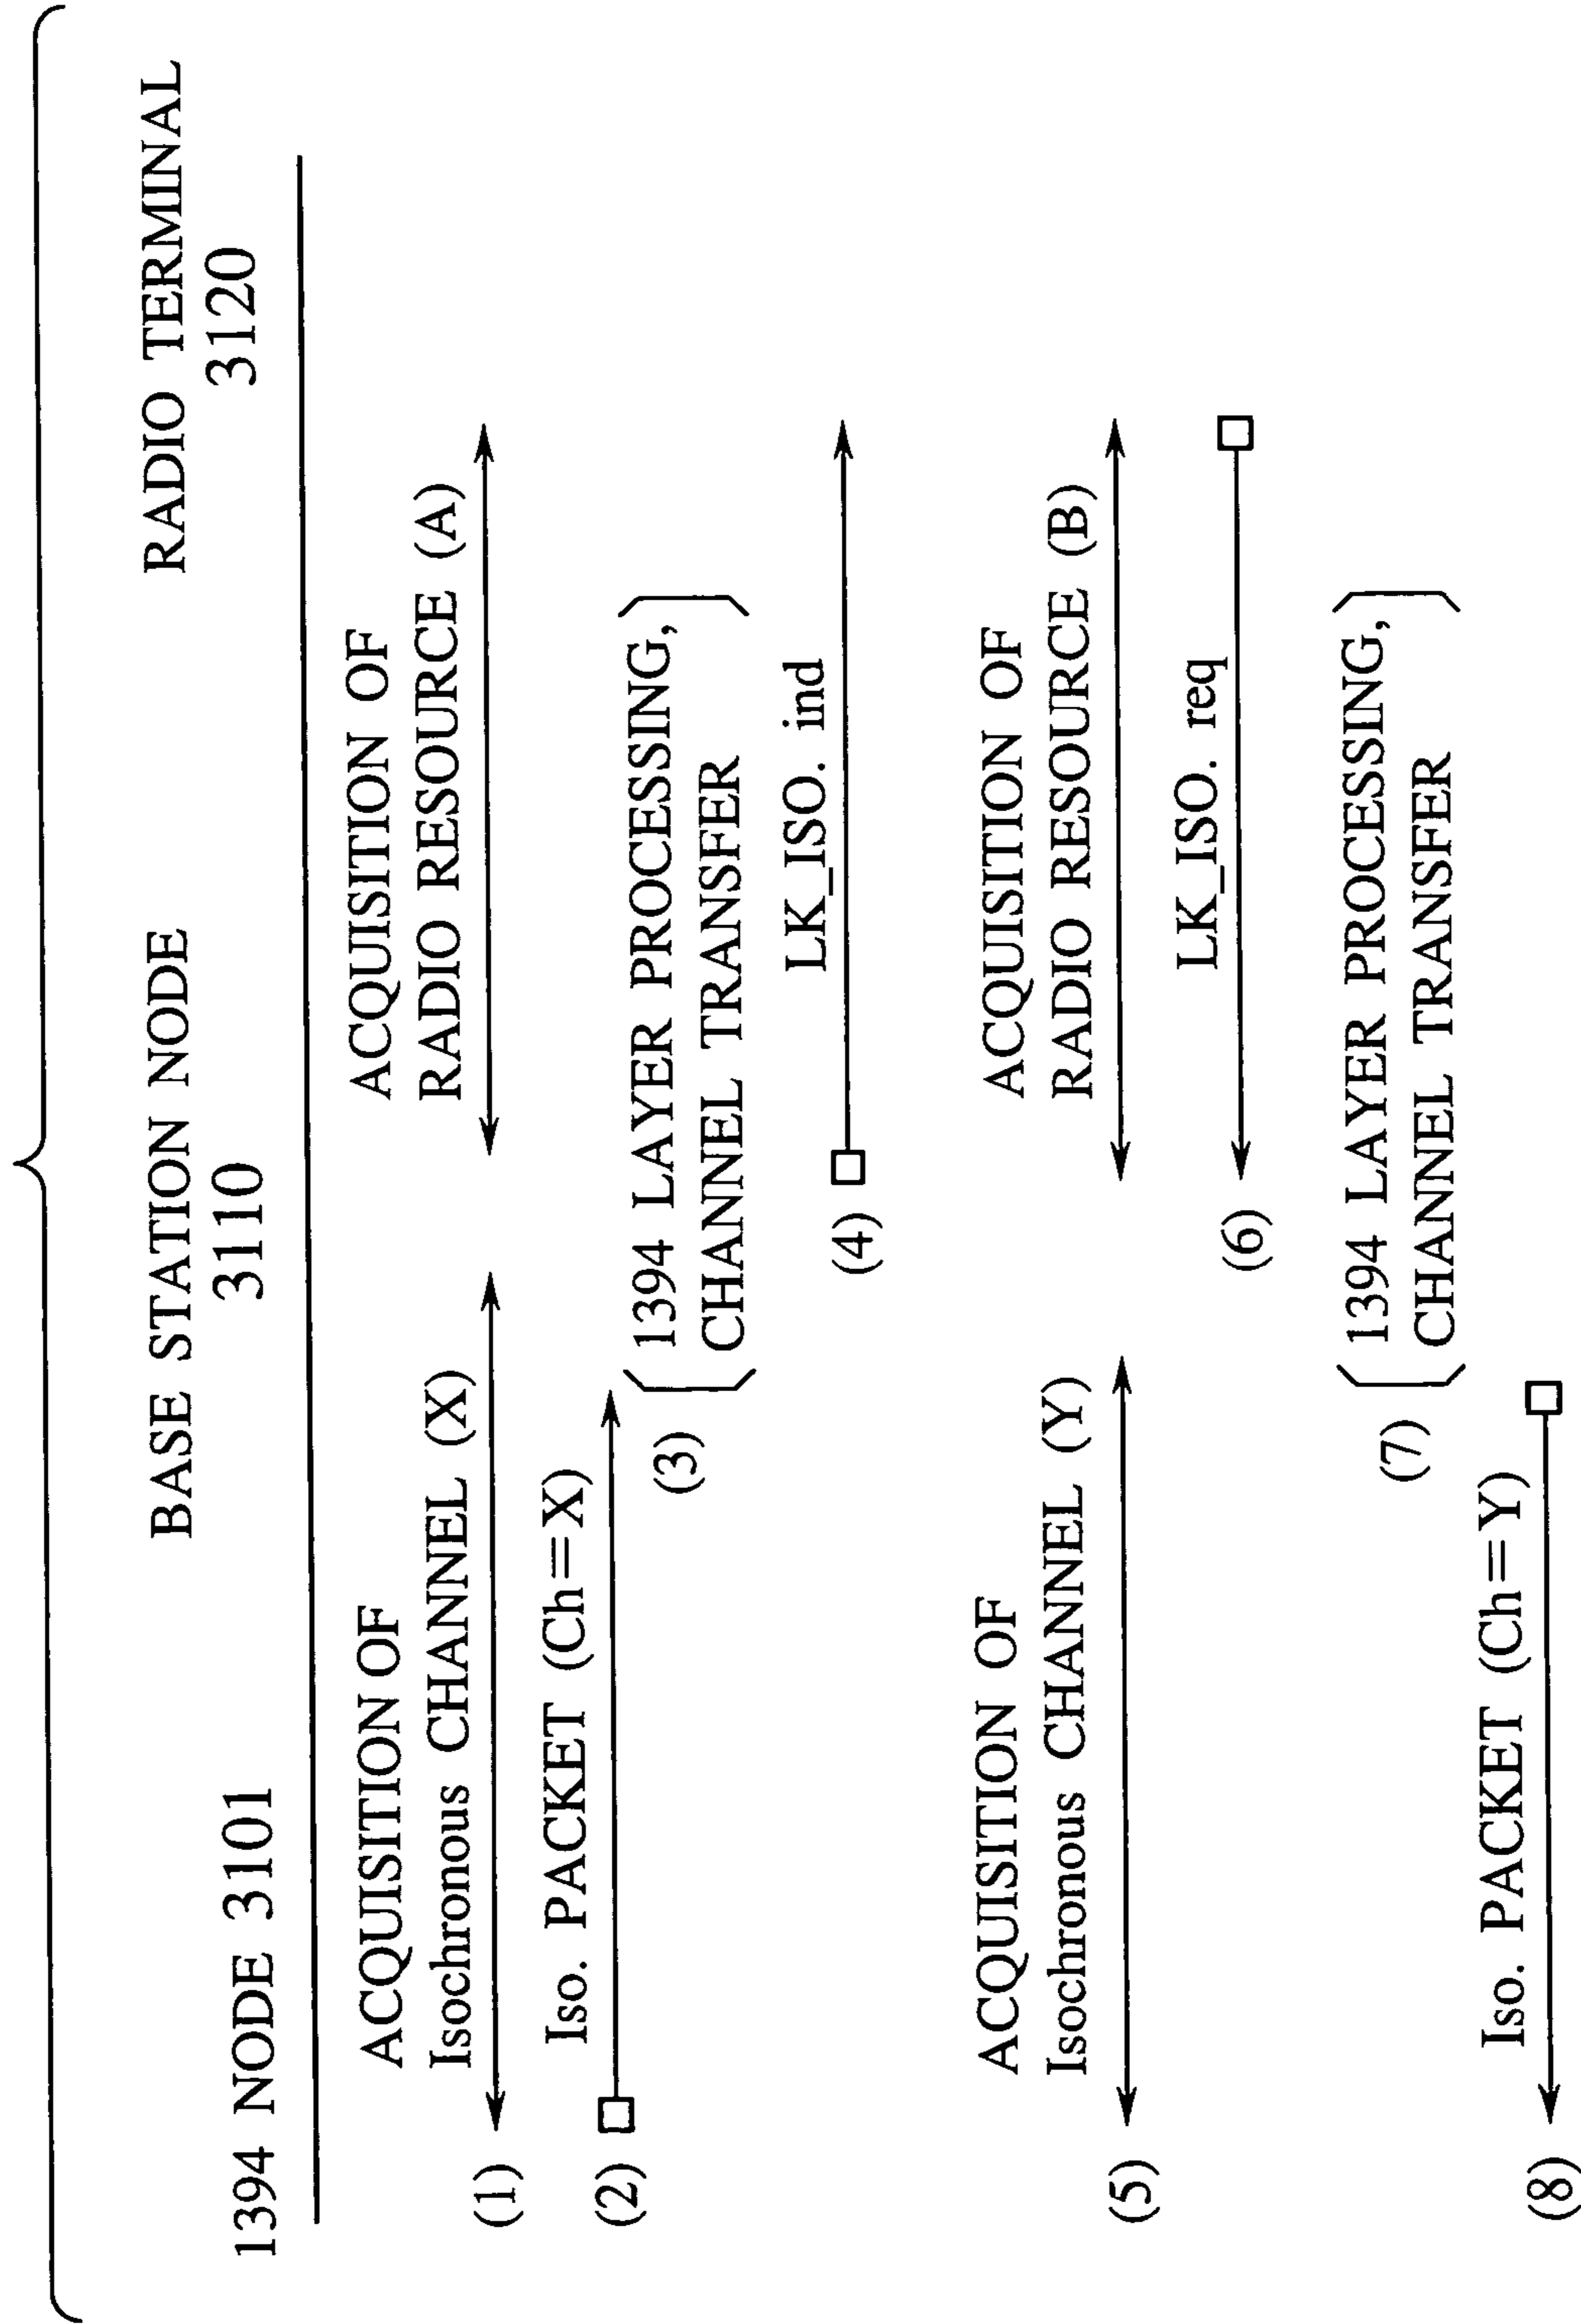 BASE STATION NODE
RADIO TERMINAL
1394 NODE 3101
3110
3120
ACQUISITION OF
Isochronous CHANNEL (X)
ACQUISITION OF
RADIO RESOURCE (A)
(1)
Iso. PACKET (Ch=X)
(2)
(3)
1394 LAYER PROCESSING,
CHANNEL TRANSFER
LK_ISO. ind
(4)
ACQUISITION OF
Isochronous CHANNEL (Y)
ACQUISITION OF
RADIO RESOURCE (B)
(5)
LK_ISO. req
(6)
(7)
1394 LAYER PROCESSING,
CHANNEL TRANSFER
Iso. PACKET (Ch=Y)
(8)